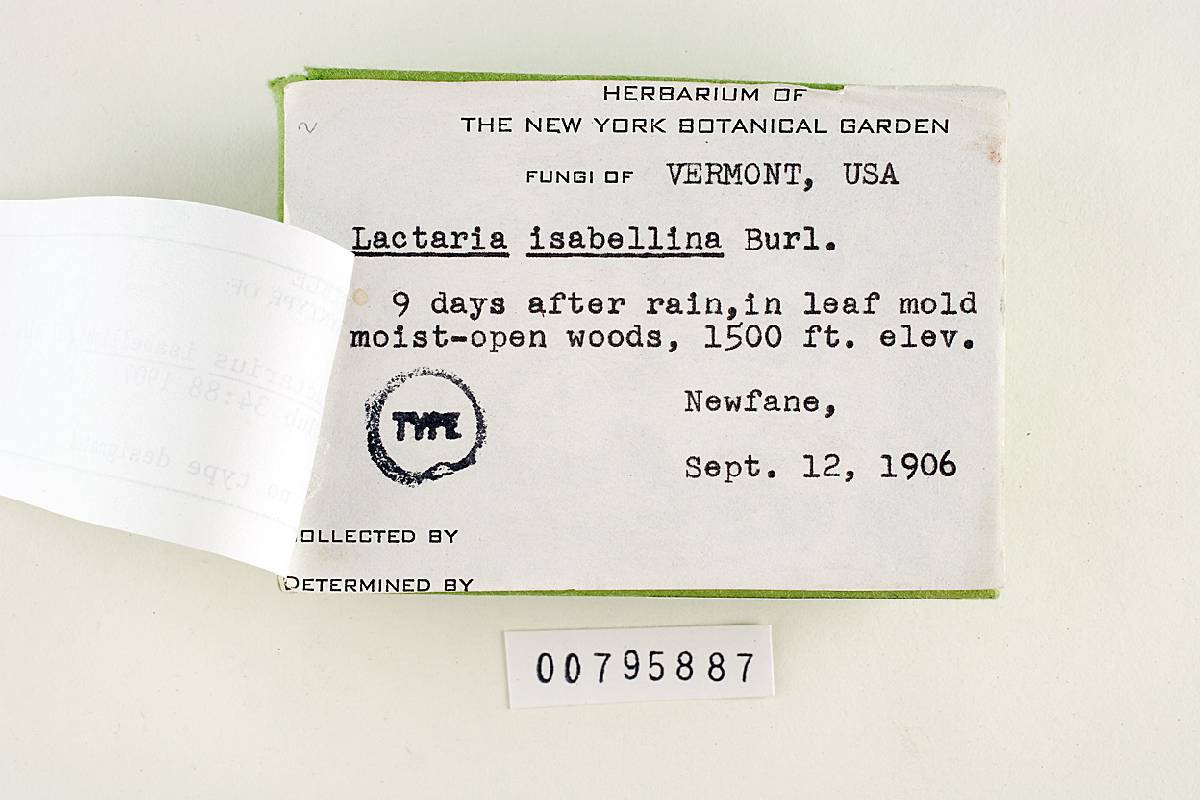 HERBARIUM OF
THE NEW YORK BOTANICAL GARDEN
FUNGI OF VERMONT, USA
Lactaria isabellina Burl.
9 days after rain,in leaf mold
moist-open woods, 1500 ft. elev.
TYPE
Newfane,
Sept. 12, 1906
COLLECTED BY
DETERMINED BY
00795887